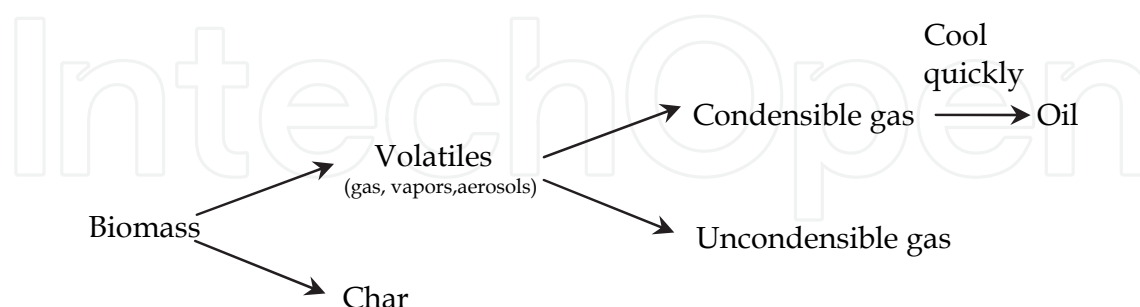 IntechOpen
Cool
quickly
Condensible gas
Oil
Volatiles
(gas, vapors,aerosols)
Biomass
Uncondensible gas
Char